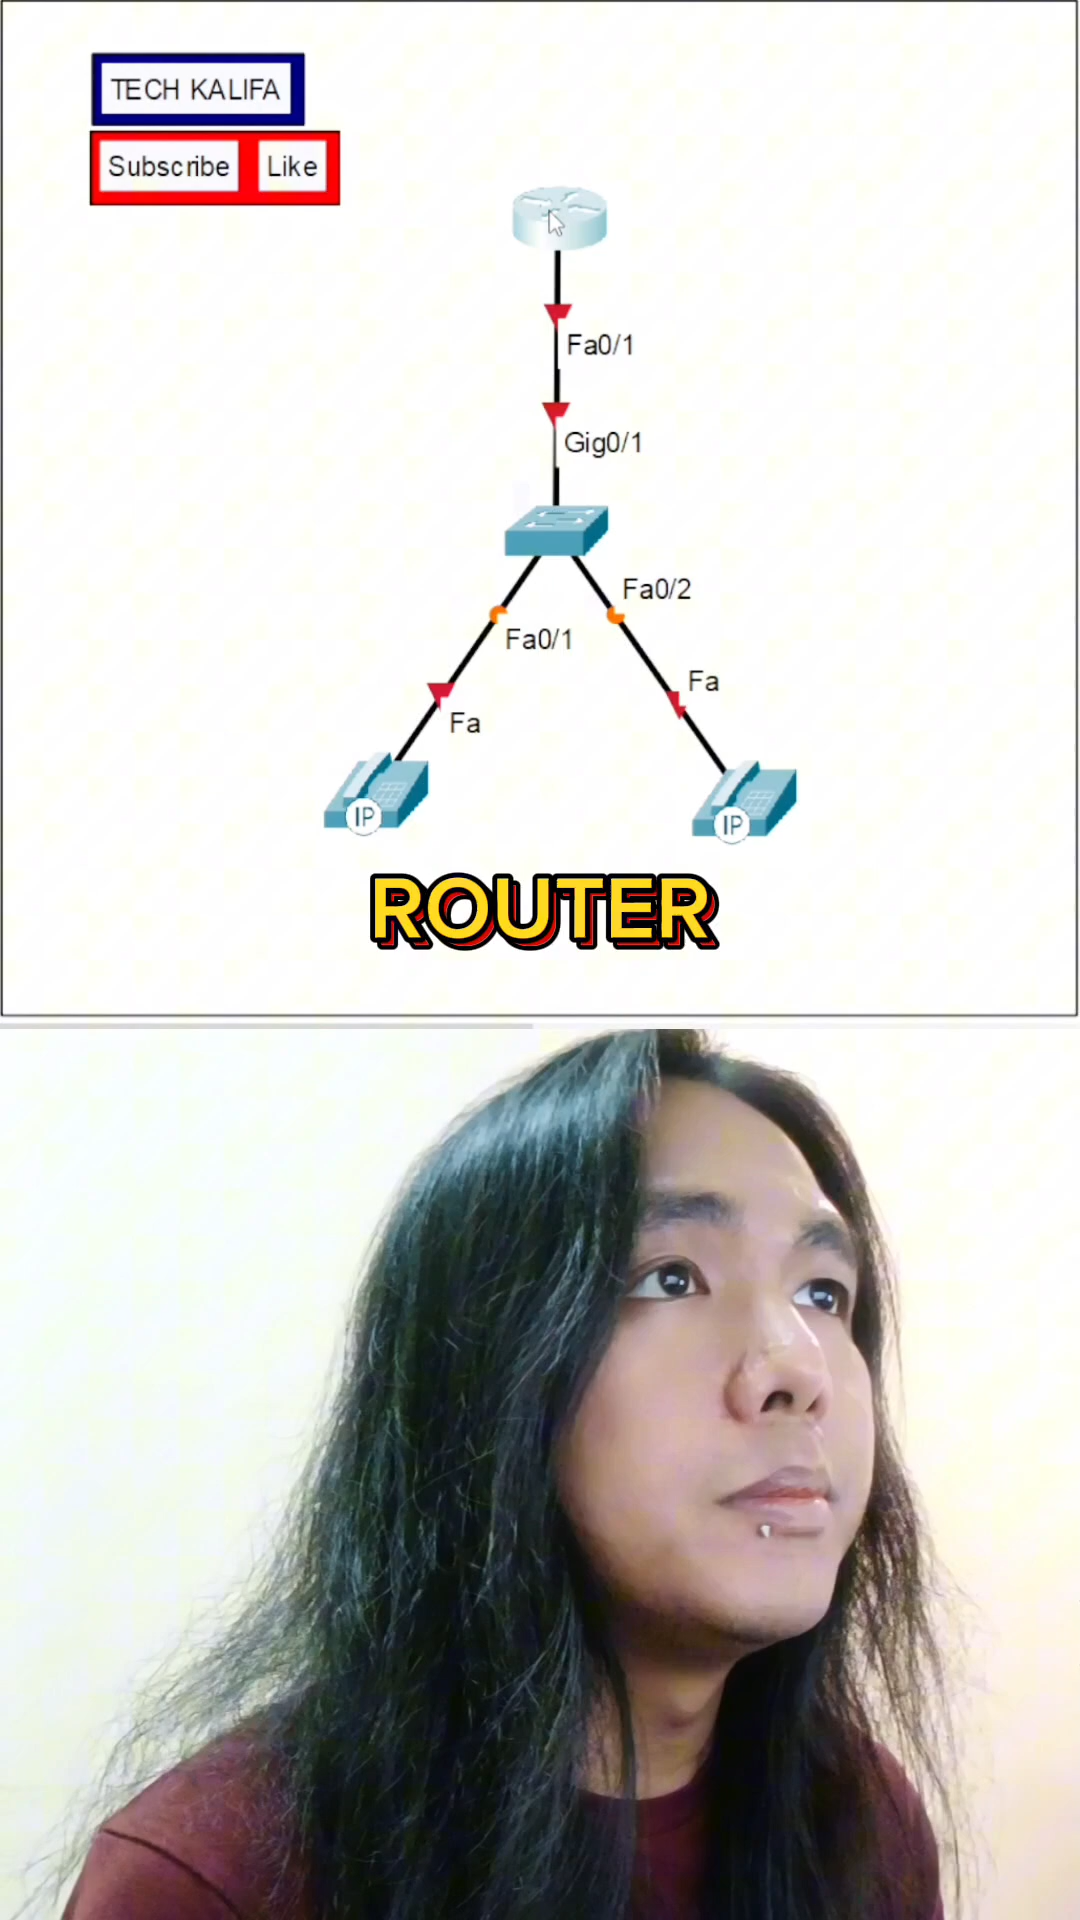 TECH KALIFA
Subscribe Like
Fa0/1
Gig0/1
Fa0/2
Fa0/1
Fa
Fa
IP
IP
ROUTER